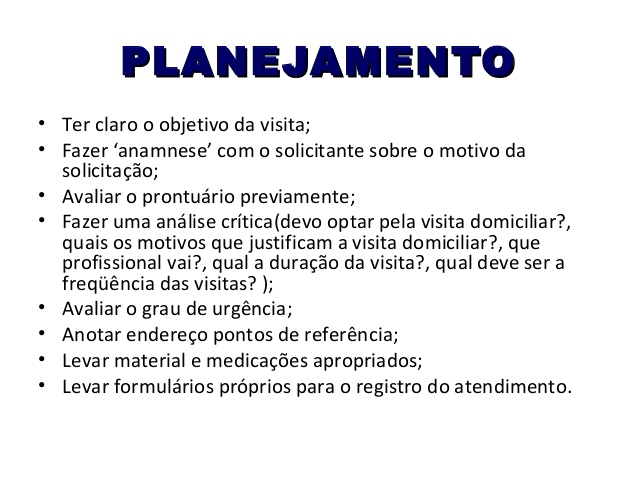 PLANEJAMENTO
• Ter claro o objetivo da visita;
• Fazer ‘anamnese’ com o solicitante sobre o motivo da
solicitação;
• Avaliar o prontuário previamente;
• Fazer uma análise crítica(devo optar pela visita domiciliar?,
quais os motivos que justificam a visita domiciliar?, que
profissional vai?, qual a duração da visita?, qual deve ser a
freqüência das visitas? );
• Avaliar o grau de urgência;
• Anotar endereço pontos de referência;
• Levar material e medicações apropriados;
• Levar formulários próprios para o registro do atendimento.